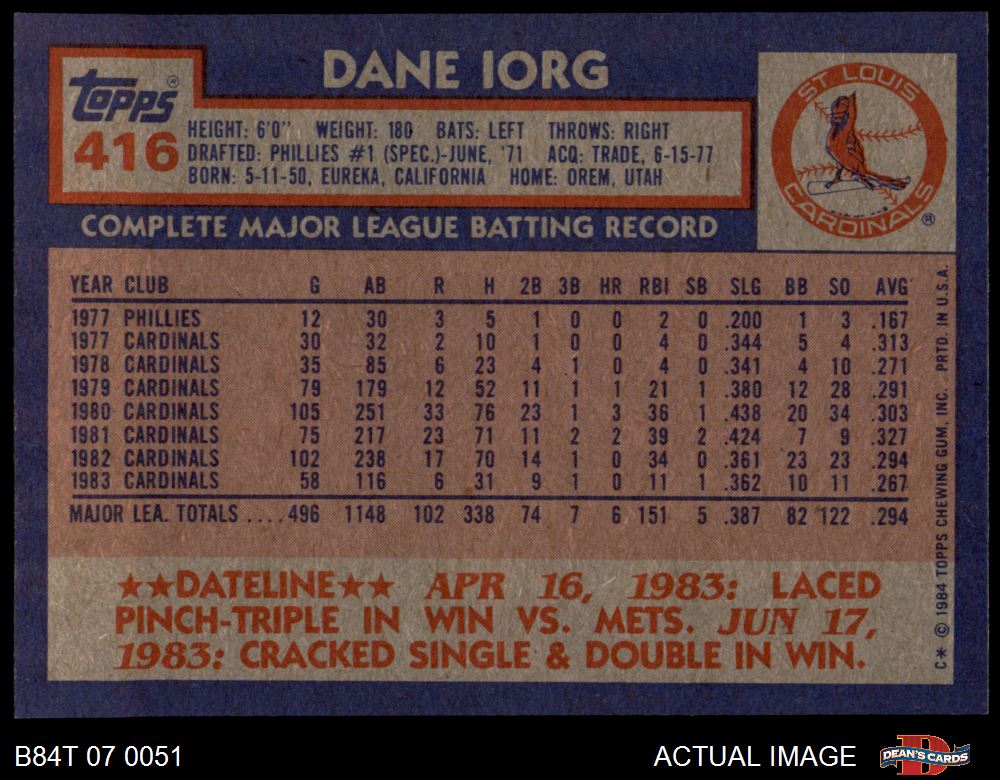 DANE IORG
TOPPS®
416
HEIGHT: 6'0" WEIGHT: 180 BATS: LEFT THROWS: RIGHT
DRAFTED: PHILLIES #1 (SPEC.)-JUNE, '71 ACQ: TRADE, 6-15-77
BORN: 5-11-50, EUREKA, CALIFORNIA HOME: OREM, UTAH
ST. LOUIS
CARDINALS ®
COMPLETE MAJOR LEAGUE BATTING RECORD
YEAR CLUB G AB R H 2B 3B HR RBI SB SLG BB SO AVG
1977 PHILLIES 12 30 3 5 1 0 0 2 0 .200 1 3 .167
1977 CARDINALS 30 32 2 10 1 0 0 4 0 .344 5 4 .313
1978 CARDINALS 35 85 6 23 4 1 0 4 0 .341 4 10 .271
1979 CARDINALS 79 179 12 52 11 1 1 21 1 .380 12 28 .291
1980 CARDINALS 105 251 33 76 23 1 3 36 1 .438 20 34 .303
1981 CARDINALS 75 217 23 71 11 2 2 39 2 .424 7 9 .327
1982 CARDINALS 102 238 17 70 14 1 0 34 0 .361 23 23 .294
1983 CARDINALS 58 116 6 31 9 1 0 11 1 .362 10 11 .267
MAJOR LEA. TOTALS .... 496 1148 102 338 74 7 6 151 5 .387 82 122 .294
★★DATELINE★★ APR 16, 1983: LACED
PINCH-TRIPLE IN WIN VS. METS. JUN 17,
1983: CRACKED SINGLE & DOUBLE IN WIN.
C* © 1984 TOPPS CHEWING GUM, INC. PRTD. IN U.S.A.
B84T 07 0051
ACTUAL IMAGE
DEAN'S CARDS